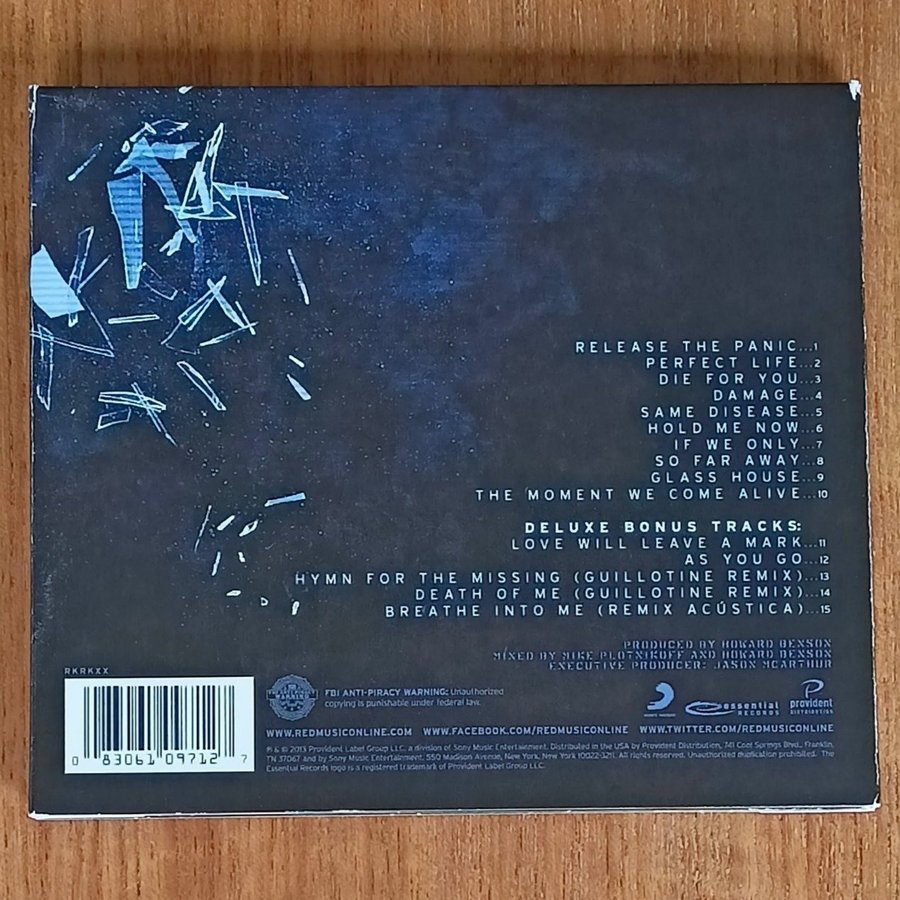 RELEASE THE PANIC...1
PERFECT LIFE...2
DIE FOR YOU...3
DAMAGE...4
SAME DISEASE...5
HOLD ME NOW...6
IF WE ONLY...7
SO FAR AWAY...8
GLASS HOUSE...9
THE MOMENT WE COME ALIVE...10
DELUXE BONUS TRACKS:
LOVE WILL LEAVE A MARK...11
AS YOU GO...12
HYMN FOR THE MISSING (GUILLOTINE REMIX)...13
DEATH OF ME (GUILLOTINE REMIX)...14
BREATHE INTO ME (REMIX ACÚSTICA)...15
PRODUCED BY HOWARD BENSON
MIXED BY MIKE PLOTNIKOFF AND HOWARD BENSON
EXECUTIVE PRODUCER: JASON MCARTHUR
RKRKXX
0 83061 09712 7
FBI ANTI-PIRACY WARNING: Unauthorized
copying is punishable under federal law.
essential
RECORDS
provident
DISTRIBUTION
WWW.REDMUSICONLINE.COM WWW.FACEBOOK.COM/REDMUSICONLINE WWW.TWITTER.COM/REDMUSICONLINE
℗ & © 2013 Provident Label Group LLC, a division of Sony Music Entertainment. Distributed in the USA by Provident Distribution, 741 Cool Springs Blvd., Franklin,
TN 37067 and by Sony Music Entertainment, 550 Madison Avenue, New York, New York 10022-3211. All rights reserved. Unauthorized duplication prohibited. The
Essential Records logo is a registered trademark of Provident Label Group LLC.